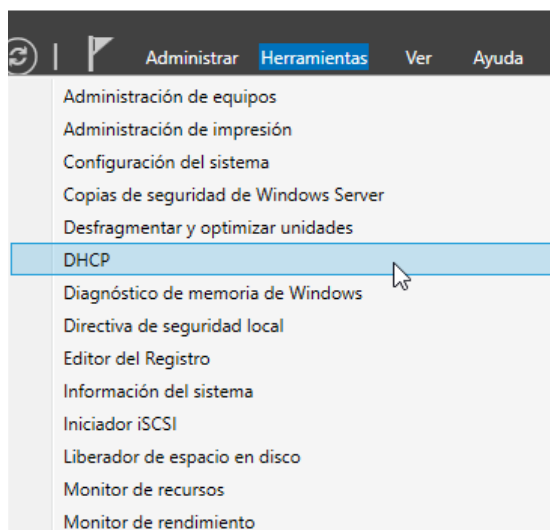 Administrar Herramientas Ver Ayuda
Administración de equipos
Administración de impresión
Configuración del sistema
Copias de seguridad de Windows Server
Desfragmentar y optimizar unidades
DHCP
Diagnóstico de memoria de Windows
Directiva de seguridad local
Editor del Registro
Información del sistema
Iniciador iSCSI
Liberador de espacio en disco
Monitor de recursos
Monitor de rendimiento